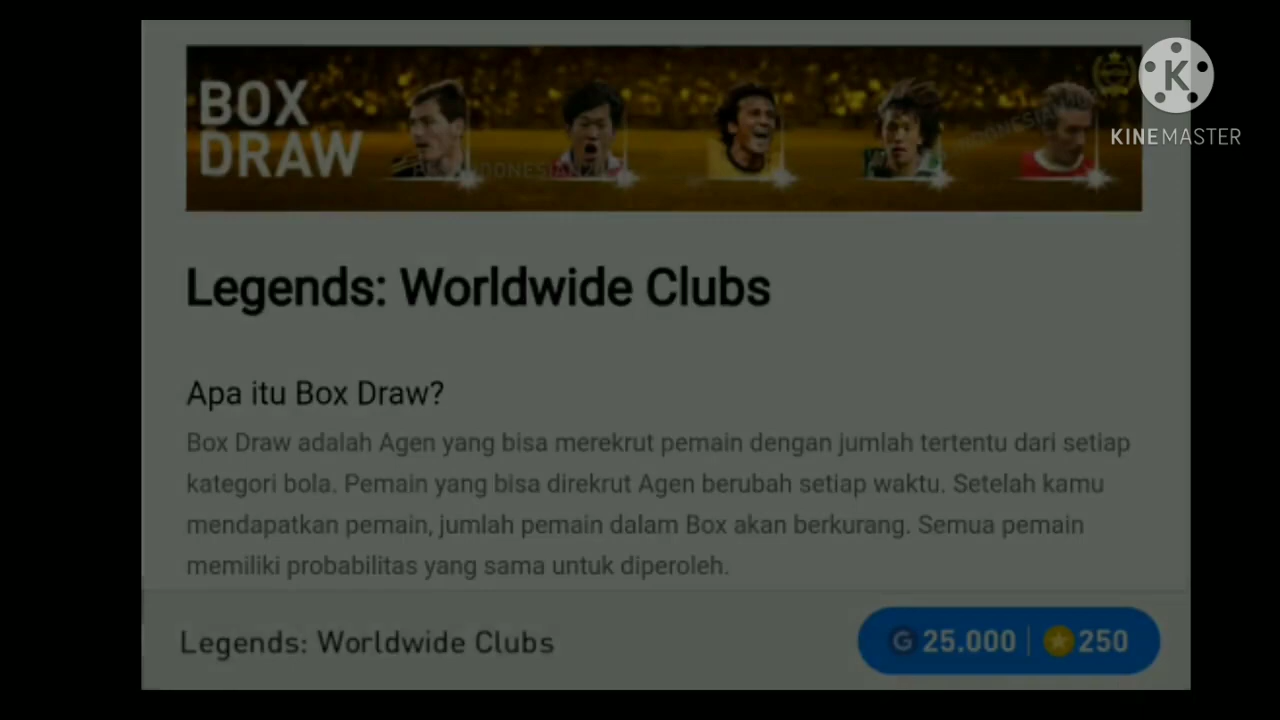 BOX
DRAW
KINEMASTER
Legends: Worldwide Clubs
Apa itu Box Draw?
Box Draw adalah Agen yang bisa merekrut pemain dengan jumlah tertentu dari setiap
kategori bola. Pemain yang bisa direkrut Agen berubah setiap waktu. Setelah kamu
mendapatkan pemain, jumlah pemain dalam Box akan berkurang. Semua pemain
memiliki probabilitas yang sama untuk diperoleh.
Legends: Worldwide Clubs
G 25.000 | 250